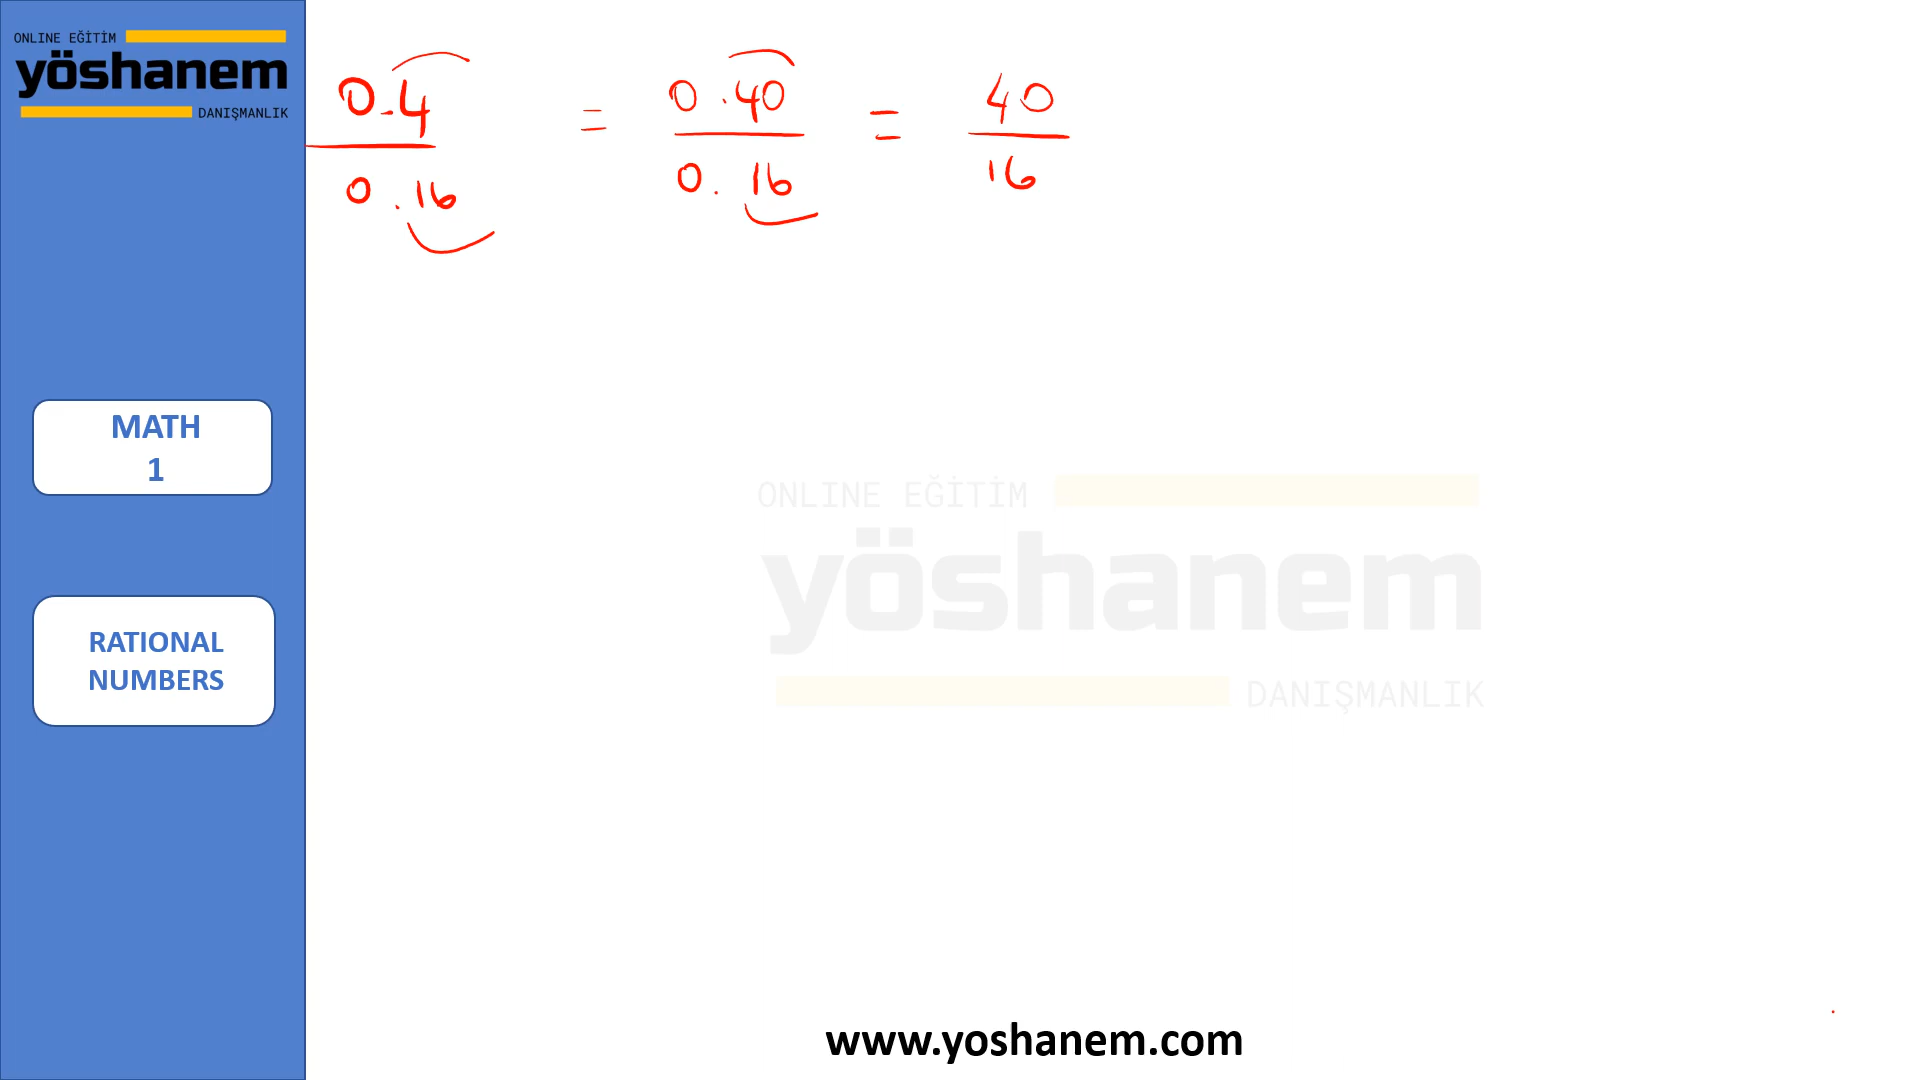 ONLINE EĞİTİM
yöshanem
DANIŞMANLIK
0.4 / 0.16 = 0.40 / 0.16 = 40 / 16
MATH
1
RATIONAL
NUMBERS
ONLINE EĞİTİM
yöshanem
DANIŞMANLIK
www.yoshanem.com